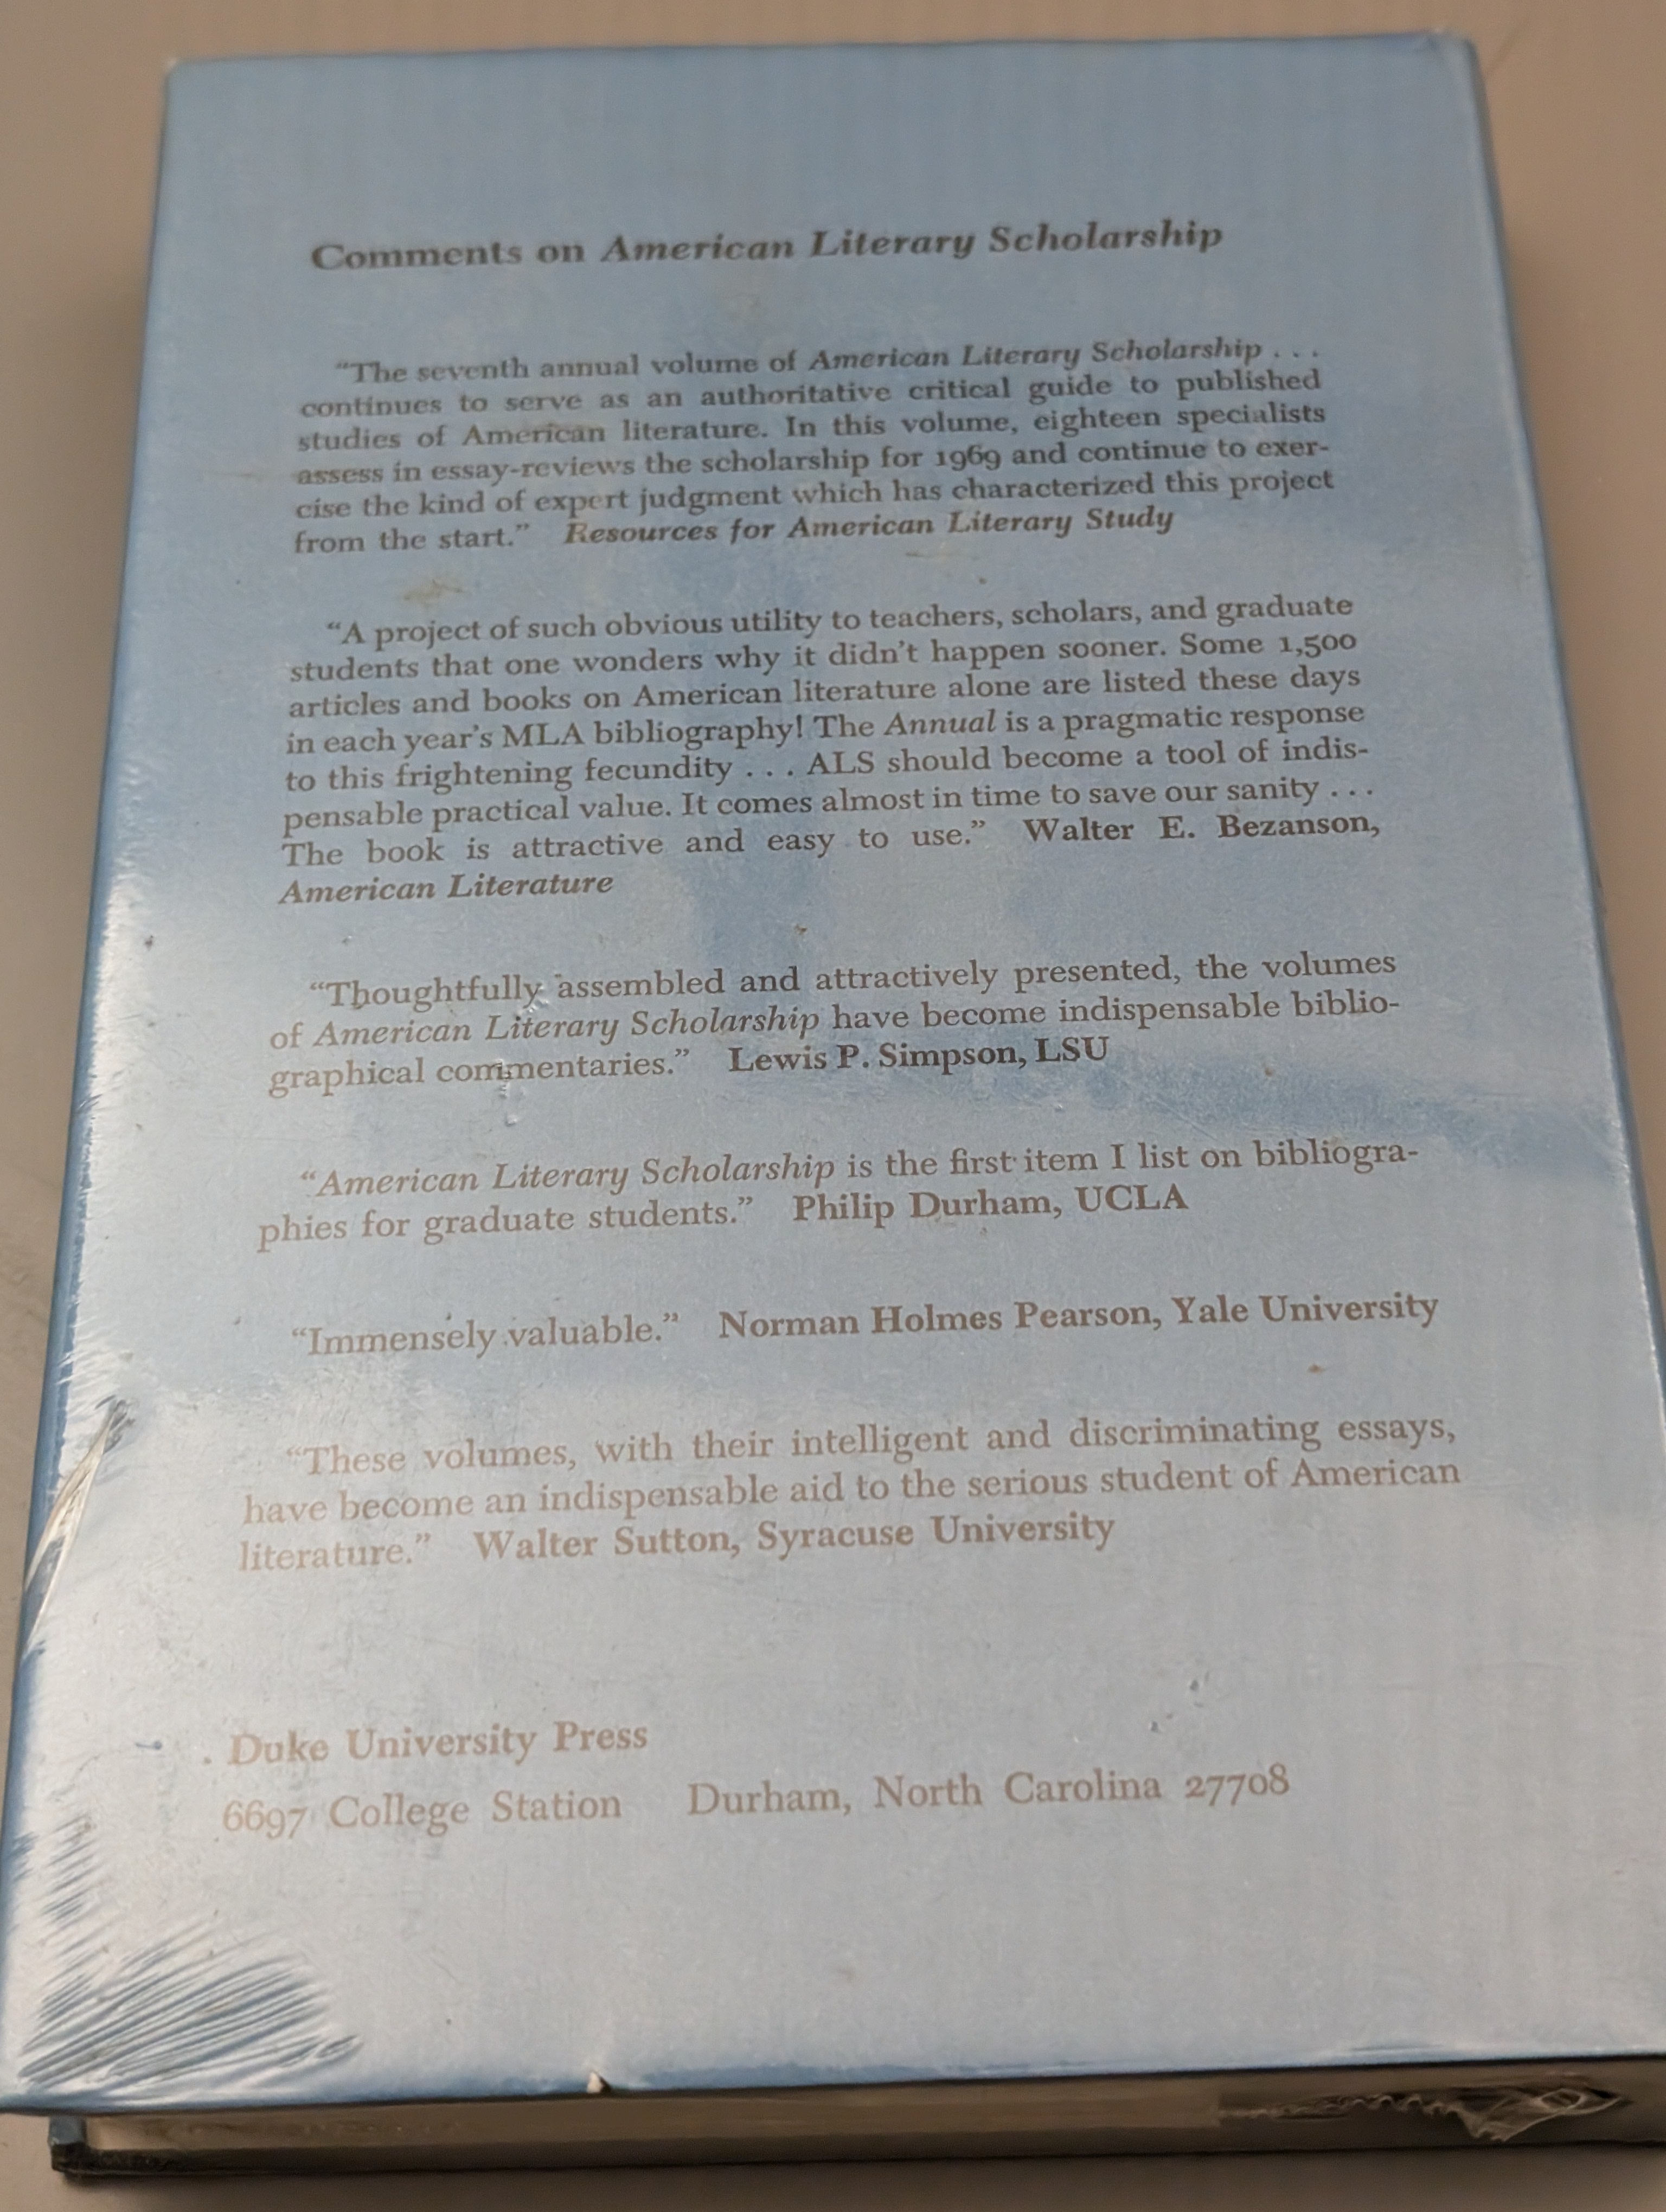 Comments on American Literary Scholarship
“The seventh annual volume of American Literary Scholarship . . .
continues to serve as an authoritative critical guide to published
studies of American literature. In this volume, eighteen specialists
assess in essay-reviews the scholarship for 1969 and continue to exer-
cise the kind of expert judgment which has characterized this project
from the start.” Resources for American Literary Study
“A project of such obvious utility to teachers, scholars, and graduate
students that one wonders why it didn’t happen sooner. Some 1,500
articles and books on American literature alone are listed these days
in each year’s MLA bibliography! The Annual is a pragmatic response
to this frightening fecundity . . . ALS should become a tool of indis-
pensable practical value. It comes almost in time to save our sanity . . .
The book is attractive and easy to use.” Walter E. Bezanson,
American Literature
“Thoughtfully assembled and attractively presented, the volumes
of American Literary Scholarship have become indispensable biblio-
graphical commentaries.” Lewis P. Simpson, LSU
“American Literary Scholarship is the first item I list on bibliogra-
phies for graduate students.” Philip Durham, UCLA
“Immensely valuable.” Norman Holmes Pearson, Yale University
“These volumes, with their intelligent and discriminating essays,
have become an indispensable aid to the serious student of American
literature.” Walter Sutton, Syracuse University
Duke University Press
6697 College Station Durham, North Carolina 27708